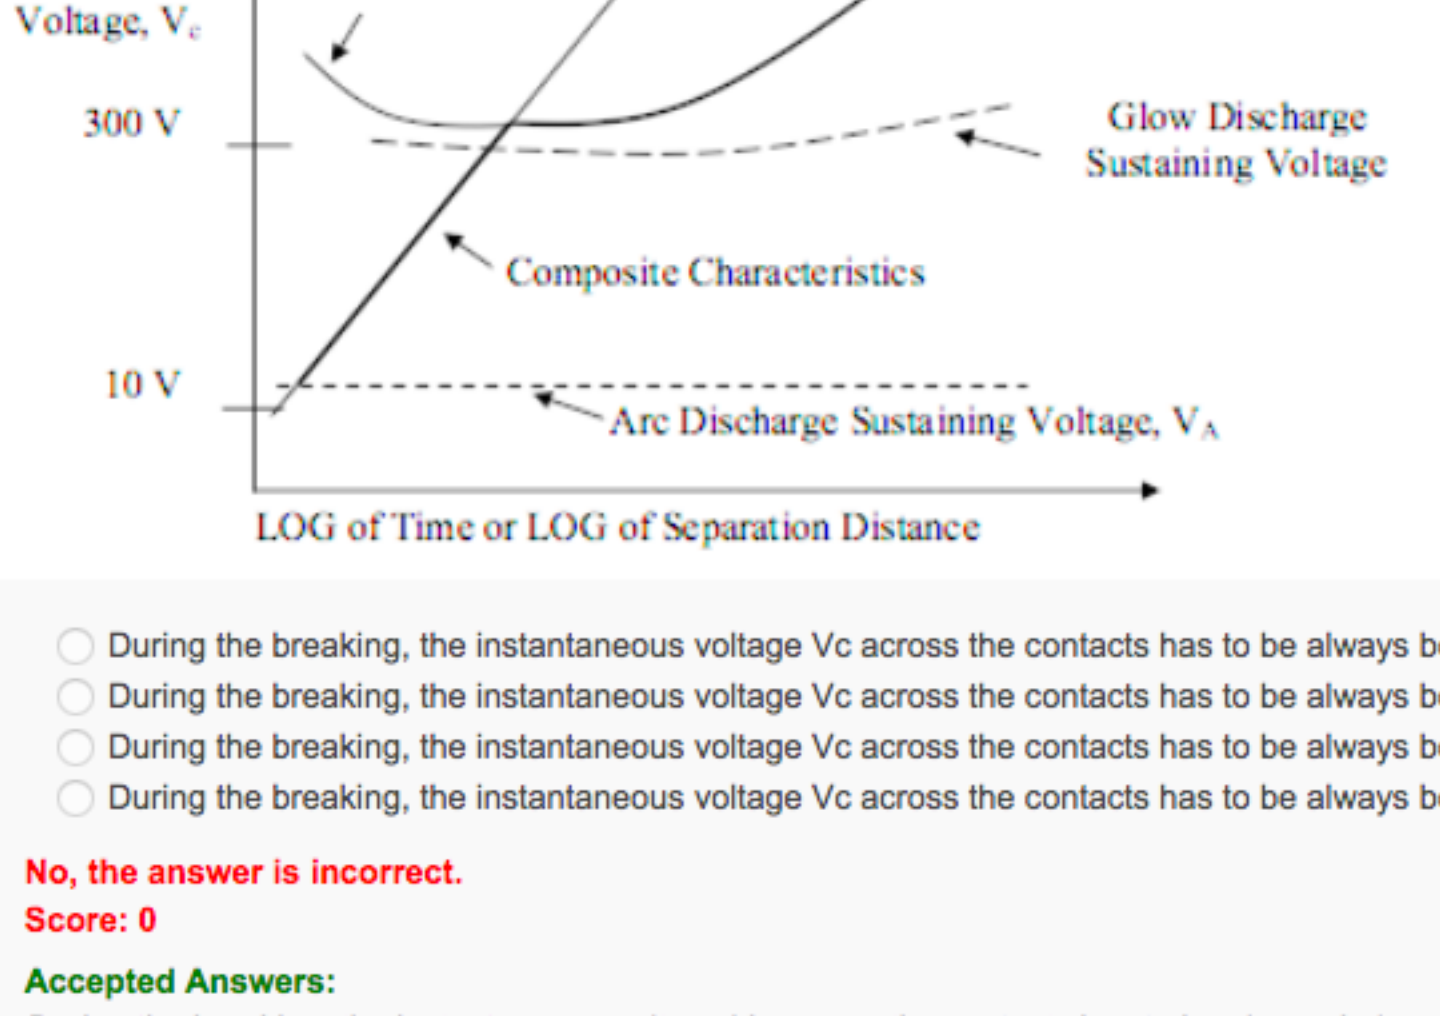 Voltage, Vc
300 V
Glow Discharge
Sustaining Voltage
Composite Characteristics
10 V
Arc Discharge Sustaining Voltage, VA
LOG of Time or LOG of Separation Distance
During the breaking, the instantaneous voltage Vc across the contacts has to be always
During the breaking, the instantaneous voltage Vc across the contacts has to be always
During the breaking, the instantaneous voltage Vc across the contacts has to be always
During the breaking, the instantaneous voltage Vc across the contacts has to be always
No, the answer is incorrect.
Score: 0
Accepted Answers: